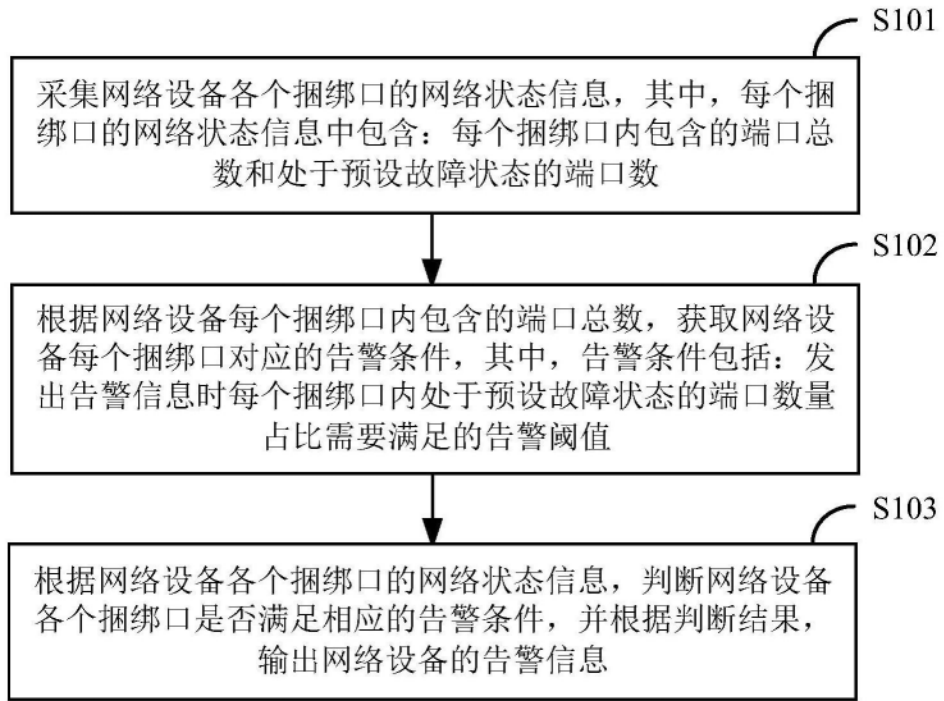 S101
采集网络设备各个捆绑口的网络状态信息，其中，每个捆
绑口的网络状态信息中包含：每个捆绑口内包含的端口总
数和处于预设故障状态的端口数
S102
根据网络设备每个捆绑口内包含的端口总数，获取网络设
备每个捆绑口对应的告警条件，其中，告警条件包括：发
出告警信息时每个捆绑口内处于预设故障状态的端口数量
占比需要满足的告警阈值
S103
根据网络设备各个捆绑口的网络状态信息，判断网络设备
各个捆绑口是否满足相应的告警条件，并根据判断结果，
输出网络设备的告警信息